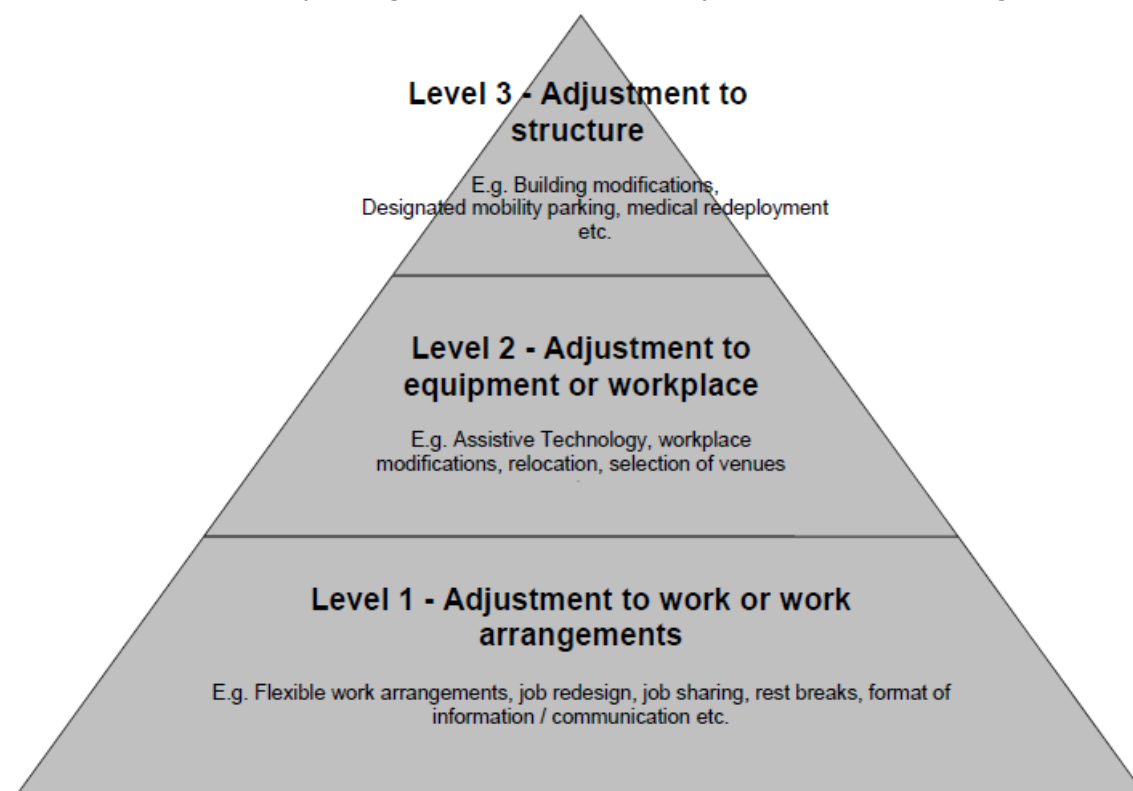 Level 3 - Adjustment to
structure
E.g. Building modifications,
Designated mobility parking, medical redeployment
etc.
Level 2 - Adjustment to
equipment or workplace
E.g. Assistive Technology, workplace
modifications, relocation, selection of venues
Level 1 - Adjustment to work or work
arrangements
E.g. Flexible work arrangements, job redesign, job sharing, rest breaks, format of
information / communication etc.